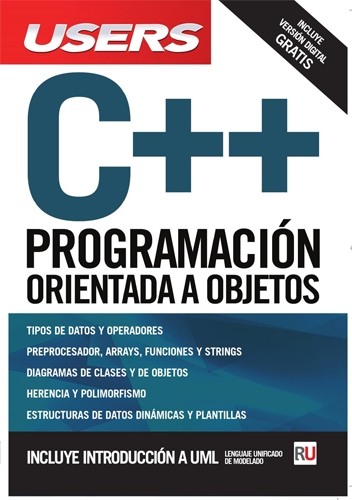 USERS
INCLUYE
VERSIÓN DIGITAL
GRATIS
C++
PROGRAMACIÓN
ORIENTADA A OBJETOS
TIPOS DE DATOS Y OPERADORES
PREPROCESADOR, ARRAYS, FUNCIONES Y STRINGS
DIAGRAMAS DE CLASES Y DE OBJETOS
HERENCIA Y POLIMORFISMO
ESTRUCTURAS DE DATOS DINÁMICAS Y PLANTILLAS
INCLUYE INTRODUCCIÓN A UML LENGUAJE UNIFICADO
DE MODELADO
RU